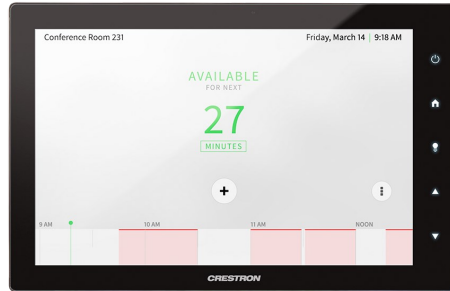 Conference Room 231
Friday, March 14 | 9:18 AM
AVAILABLE
FOR NEXT
27
MINUTES
9 AM
10 AM
11 AM
NOON
CRESTRON